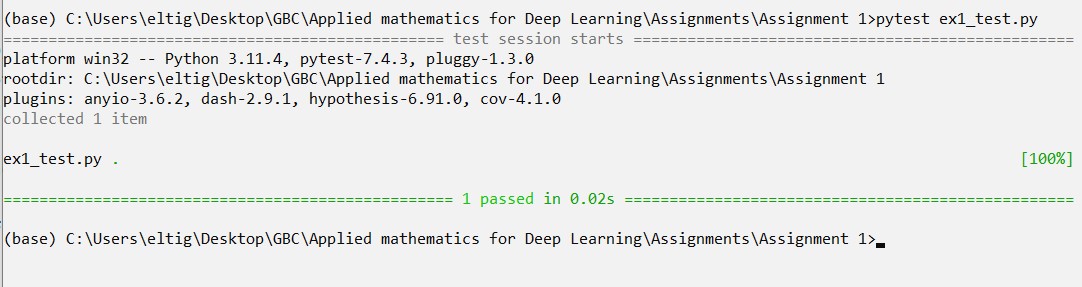 (base) C:\Users\eltig\Desktop\GBC\Applied mathematics for Deep Learning\Assignments\Assignment 1>pytest ex1_test.py
============================================= test session starts =============================================
platform win32 -- Python 3.11.4, pytest-7.4.3, pluggy-1.3.0
rootdir: C:\Users\eltig\Desktop\GBC\Applied mathematics for Deep Learning\Assignments\Assignment 1
plugins: anyio-3.6.2, dash-2.9.1, hypothesis-6.91.0, cov-4.1.0
collected 1 item
ex1_test.py . [100%]
============================================== 1 passed in 0.02s ==============================================
(base) C:\Users\eltig\Desktop\GBC\Applied mathematics for Deep Learning\Assignments\Assignment 1>